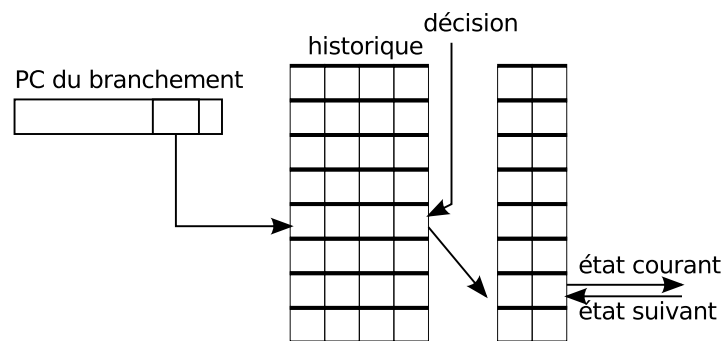 décision
historique
PC du branchement
état courant
état suivant